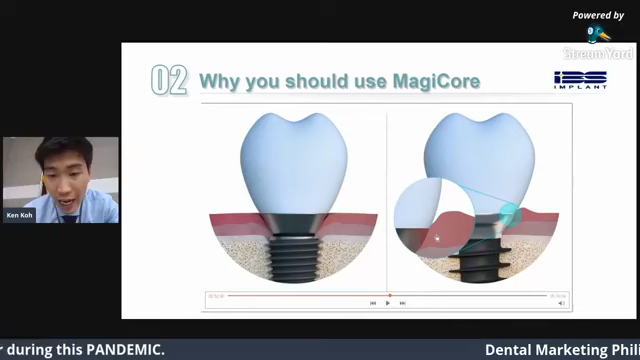 Powered by
StreamYard
02 Why you should use MagiCore
IBS
IMPLANT
Ken Koh
r during this PANDEMIC.
Dental Marketing Phili